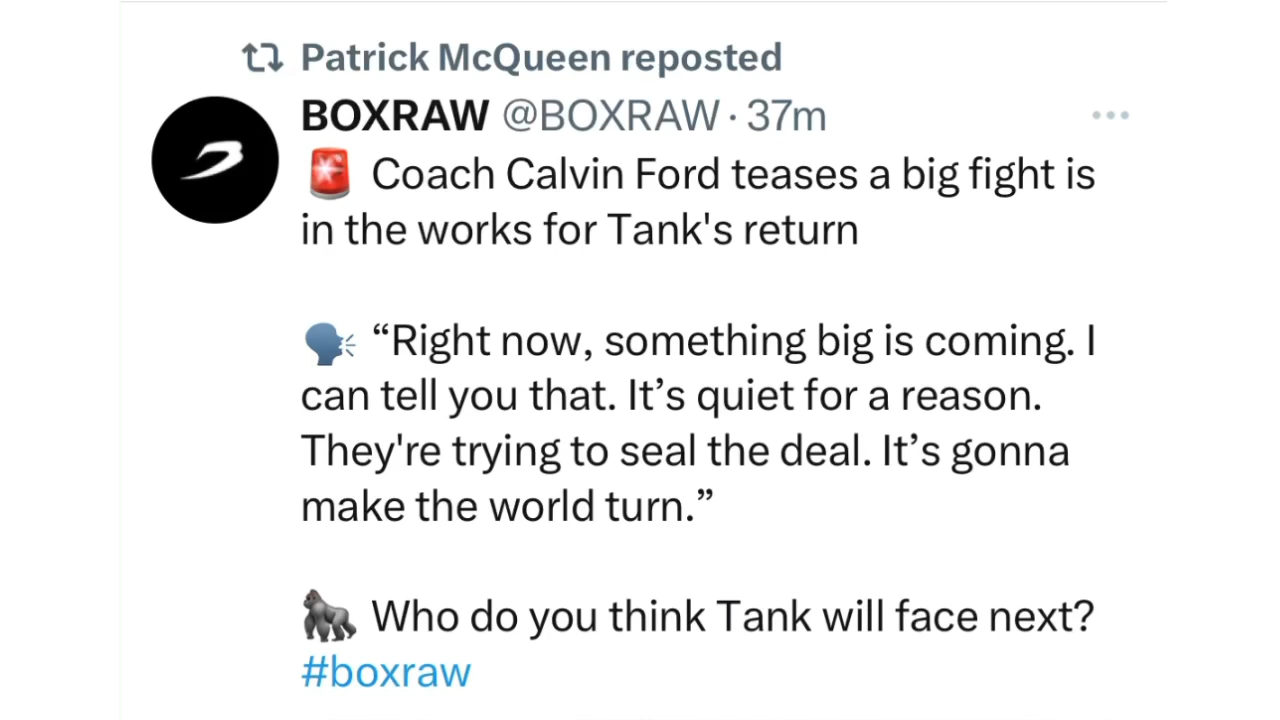 Patrick McQueen reposted
BOXRAW @BOXRAW · 37m
🚨 Coach Calvin Ford teases a big fight is
in the works for Tank's return
🗣️ “Right now, something big is coming. I
can tell you that. It’s quiet for a reason.
They're trying to seal the deal. It’s gonna
make the world turn.”
🦍 Who do you think Tank will face next?
#boxraw